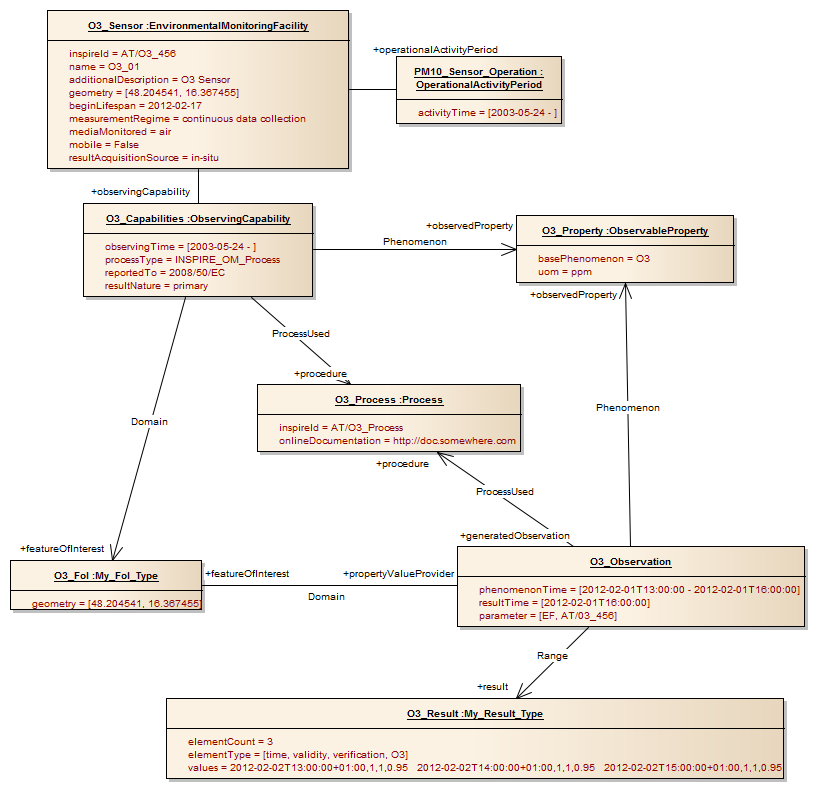 O3_Sensor :EnvironmentalMonitoringFacility
inspireId = AT/O3_456
name = O3_01
additionalDescription = O3 Sensor
geometry = [48.204541, 16.367455]
beginLifespan = 2012-02-17
measurementRegime = continuous data collection
mediaMonitored = air
mobile = False
resultAcquisitionSource = in-situ
+operationalActivityPeriod
PM10_Sensor_Operation :
OperationalActivityPeriod
activityTime = [2003-05-24 - ]
+observingCapability
O3_Capabilities :ObservingCapability
observingTime = [2003-05-24 - ]
processType = INSPIRE_OM_Process
reportedTo = 2008/50/EC
resultNature = primary
+observedProperty
Phenomenon
O3_Property :ObservableProperty
basePhenomenon = O3
uom = ppm
+observedProperty
ProcessUsed
+procedure
O3_Process :Process
inspireId = AT/O3_Process
onlineDocumentation = http://doc.somewhere.com
Domain
Phenomenon
+procedure
ProcessUsed
+generatedObservation
+featureOfInterest
O3_FoI :My_FoI_Type
geometry = [48.204541, 16.367455]
+featureOfInterest
+propertyValueProvider
Domain
O3_Observation
phenomenonTime = [2012-02-01T13:00:00 - 2012-02-01T16:00:00]
resultTime = [2012-02-01T16:00:00]
parameter = [EF, AT/03_456]
Range
+result
O3_Result :My_Result_Type
elementCount = 3
elementType = [time, validity, verification, O3]
values = 2012-02-02T13:00:00+01:00,1,1,0.95 2012-02-02T14:00:00+01:00,1,1,0.95 2012-02-02T15:00:00+01:00,1,1,0.95